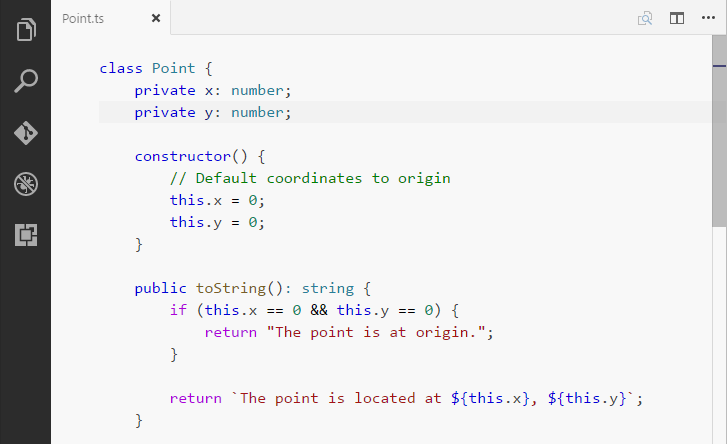 Point.ts
class Point {
    private x: number;
    private y: number;
    constructor() {
        // Default coordinates to origin
        this.x = 0;
        this.y = 0;
    }
    public toString(): string {
        if (this.x == 0 && this.y == 0) {
            return "The point is at origin.";
        }
        return `The point is located at ${this.x}, ${this.y}`;
    }